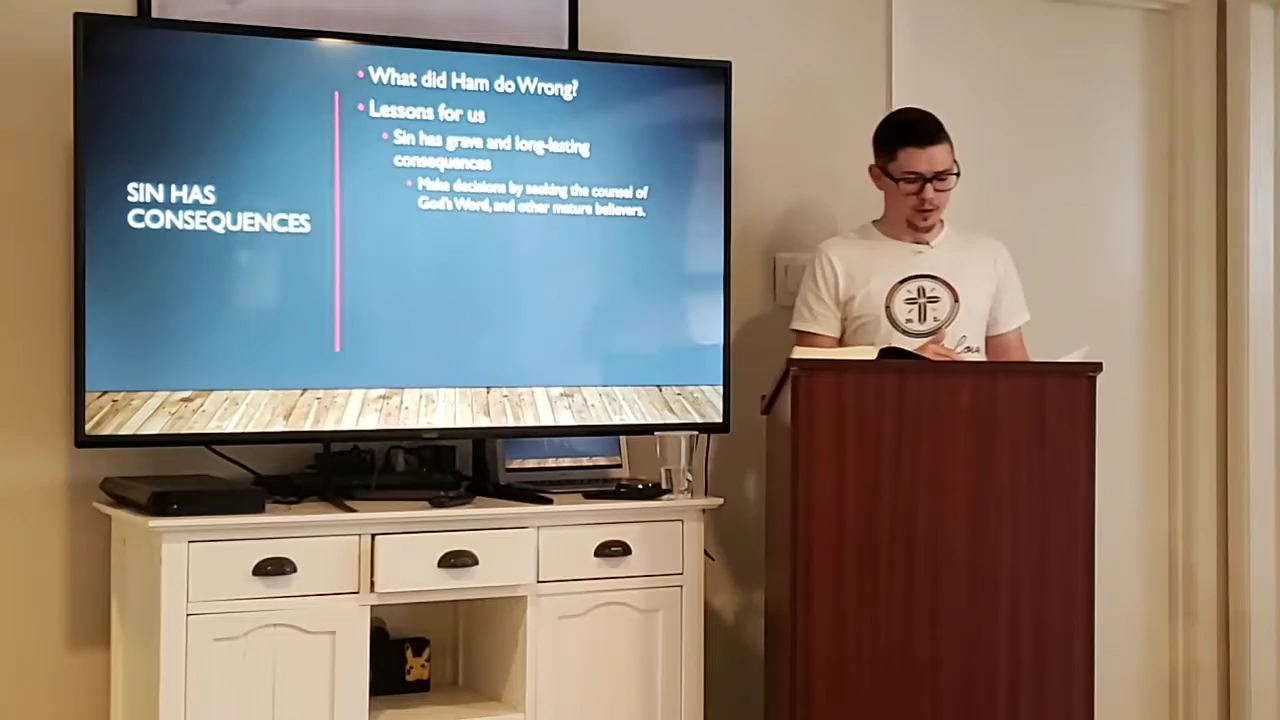 What did Ham do Wrong?
Lessons for us
Sin has grave and long-lasting
consequences
Make decisions by seeking the counsel of
God's Word, and other mature believers.
SIN HAS
CONSEQUENCES